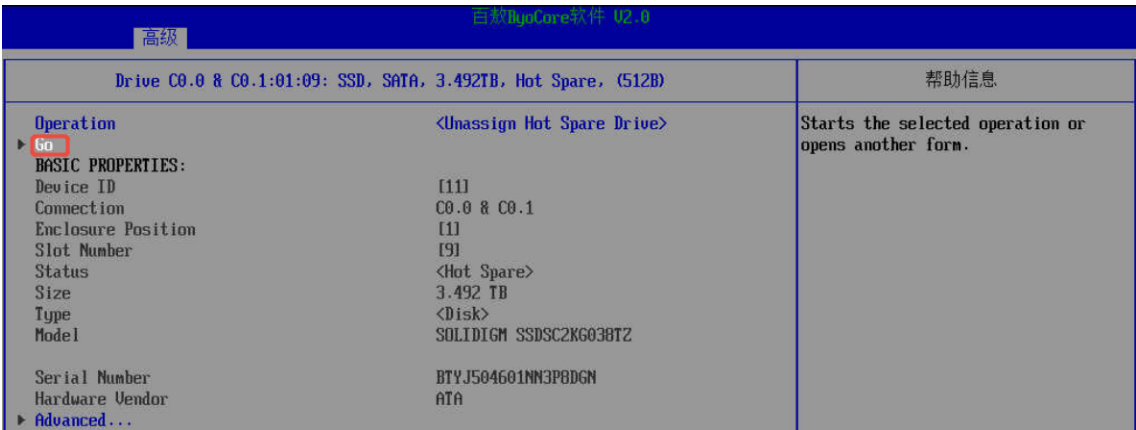 百敖ByoCore软件 V2.0
高级
Drive C0.0 & C0.1:01:09: SSD, SATA, 3.492TB, Hot Spare, (512B)
帮助信息
Operation <Unassign Hot Spare Drive>
Starts the selected operation or
▶ Go
opens another form.
BASIC PROPERTIES:
Device ID [11]
Connection C0.0 & C0.1
Enclosure Position [1]
Slot Number [9]
Status <Hot Spare>
Size 3.492 TB
Type <Disk>
Model SOLIDIGM SSDSC2KG038TZ
Serial Number BTYJ504601NN3P8DGN
Hardware Vendor ATA
▶ Advanced...